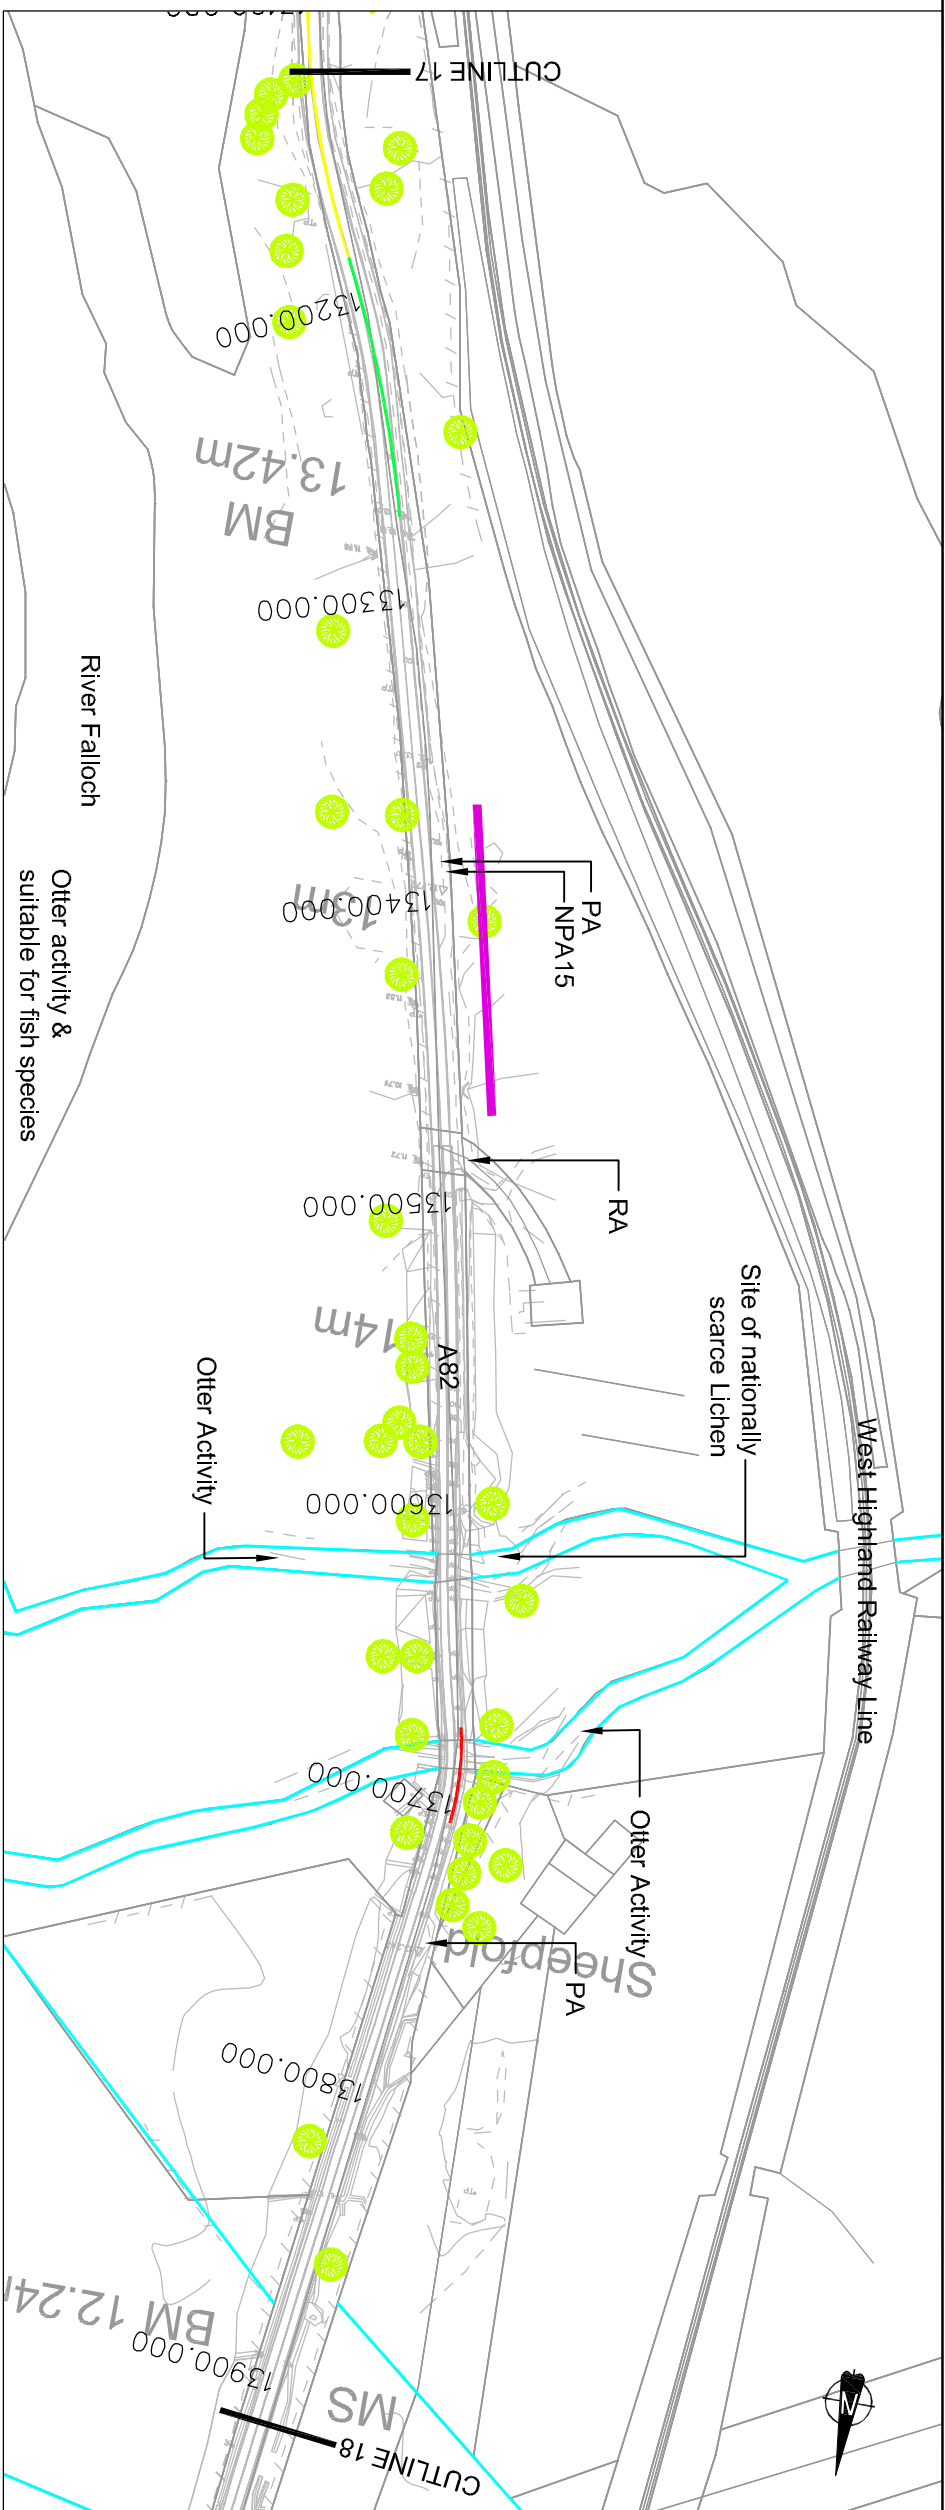 CUTLINE 17
13200.000
13.42m
BM
13300.000
River Falloch
Otter activity &
suitable for fish species
PA
NPA15
13400.000
13m
RA
13500.000
14m
A82
Site of nationally
scarce Lichen
West Highland Railway Line
Otter Activity
13600.000
13700.000
Otter Activity
Sheepfold
PA
13800.000
BM 12.24
13900.000
MS
CUTLINE 18
N